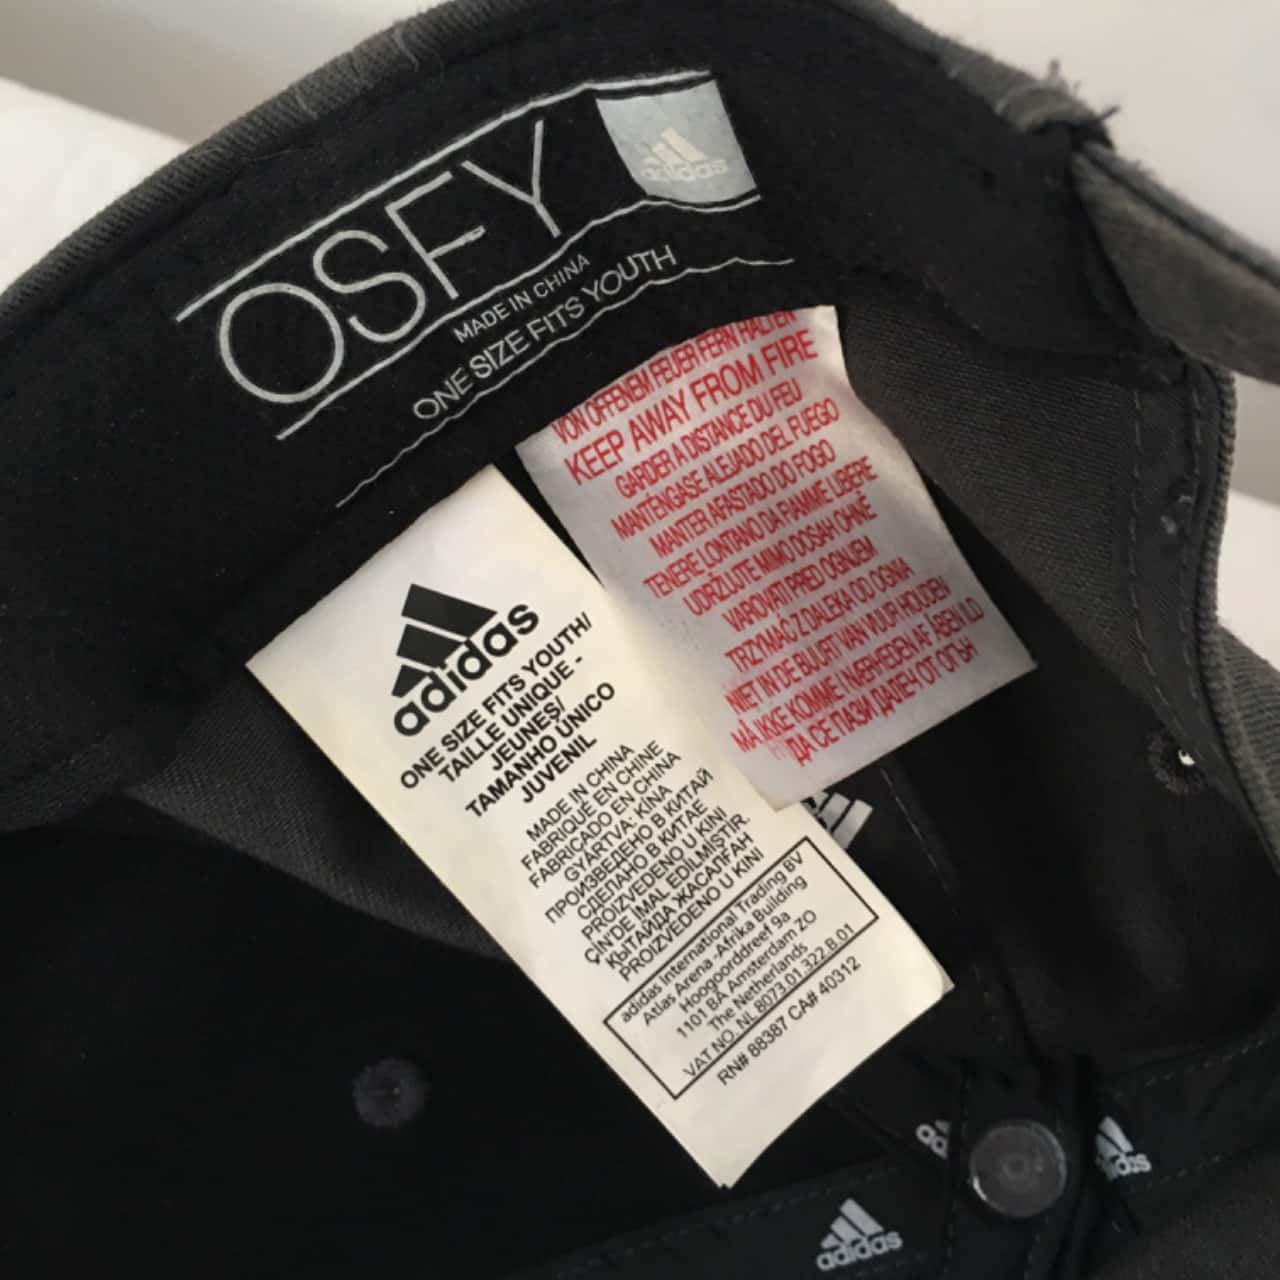 OSFY
adidas
MADE IN CHINA
ONE SIZE FITS YOUTH
VON OFFENEM FEUER FERN HALTEN
KEEP AWAY FROM FIRE
GARDER A DISTANCE DU FEU
MANTÉNGASE ALEJADO DEL FUEGO
MANTER AFASTADO DO FOGO
TENERE LONTANO DA FIAMME LIBERE
UDRŽUJTE MIMO DOSAH OHNĚ
VAROVATI PRED OGNJEM
TRZYMAĆ Z DALEKA OD OGNIA
NIET IN DE BUURT VAN VUUR HOUDEN
MÅ IKKE KOMME I NÆRHEDEN AF ÅBEN ILD
ДА СЕ ПАЗИ ДАЛЕЧ ОТ ОГЪН
adidas
ONE SIZE FITS YOUTH/
TAILLE UNIQUE -
JEUNES/
TAMANHO ÚNICO
JUVENIL
MADE IN CHINA
FABRIQUÉ EN CHINE
FABRICADO EN CHINA
GYÁRTVA: KÍNA
ПРОИЗВЕДЕНО В КИТАЙ
СДЕЛАНО В КИТАЕ
PROIZVEDENO U KINI
ÇİN'DE İMAL EDİLMİŞTİR.
ҚЫТАЙДА ЖАСАЛҒАН
PROIZVEDENO U KINI
adidas International Trading BV
Atlas Arena -Afrika Building
Hoogoorddreef 9a
1101 BA Amsterdam ZO
The Netherlands
VAT NO. NL 8073.01.322.B.01
RN# 88387 CA# 40312
adidas
adidas